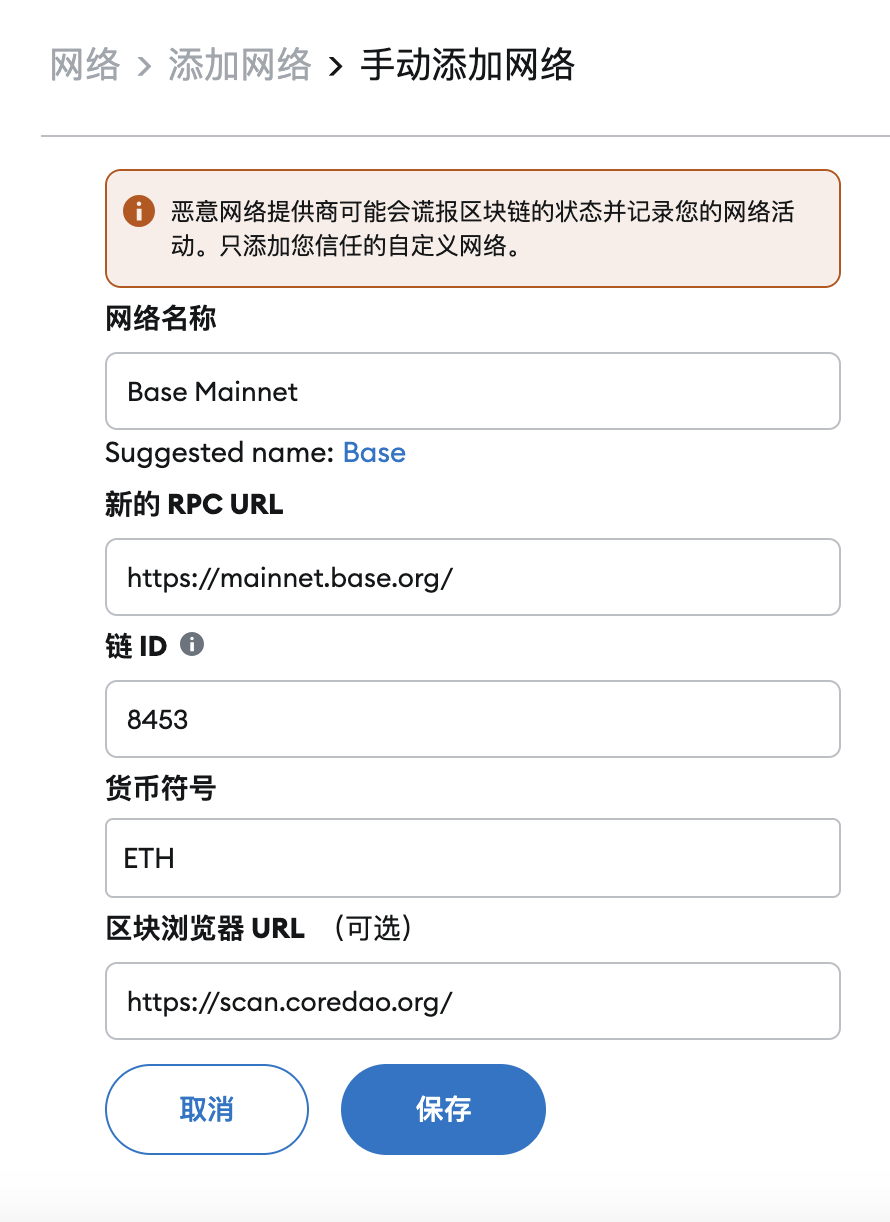 网络 > 添加网络 > 手动添加网络
恶意网络提供商可能会谎报区块链的状态并记录您的网络活
动。只添加您信任的自定义网络。
网络名称
Base Mainnet
Suggested name: Base
新的 RPC URL
https://mainnet.base.org/
链 ID
8453
货币符号
ETH
区块浏览器 URL （可选）
https://scan.coredao.org/
取消 保存